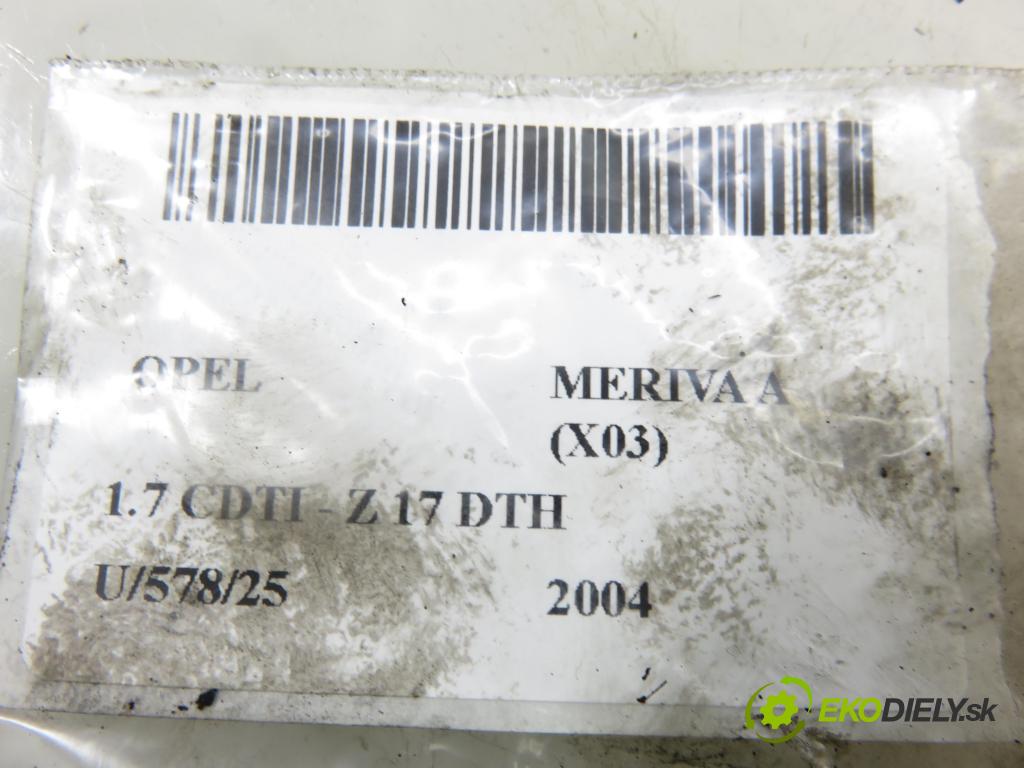 OPEL MERIVA A
(X03)
1.7 CDTI - Z 17 DTH
U/578/25 2004
EKODIELY.sk